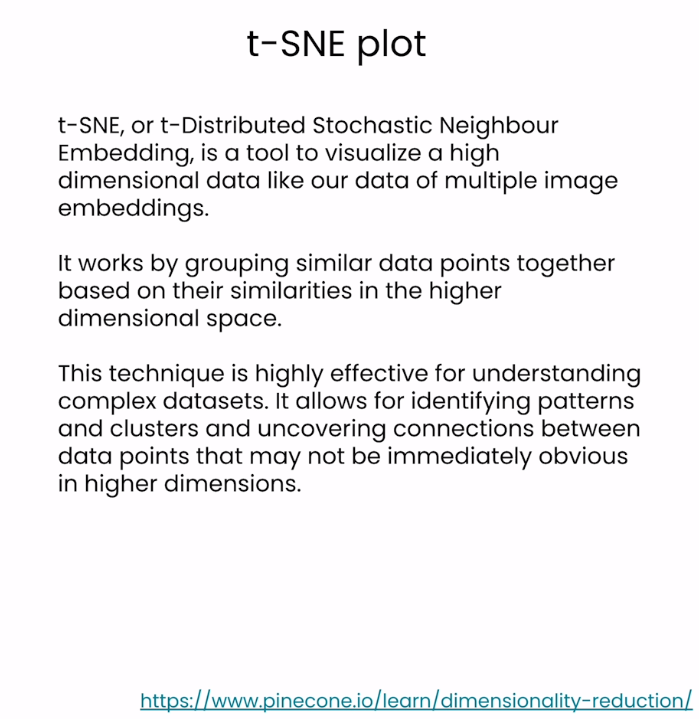 t-SNE plot
t-SNE, or t-Distributed Stochastic Neighbour
Embedding, is a tool to visualize a high
dimensional data like our data of multiple image
embeddings.
It works by grouping similar data points together
based on their similarities in the higher
dimensional space.
This technique is highly effective for understanding
complex datasets. It allows for identifying patterns
and clusters and uncovering connections between
data points that may not be immediately obvious
in higher dimensions.
https://www.pinecone.io/learn/dimensionality-reduction/